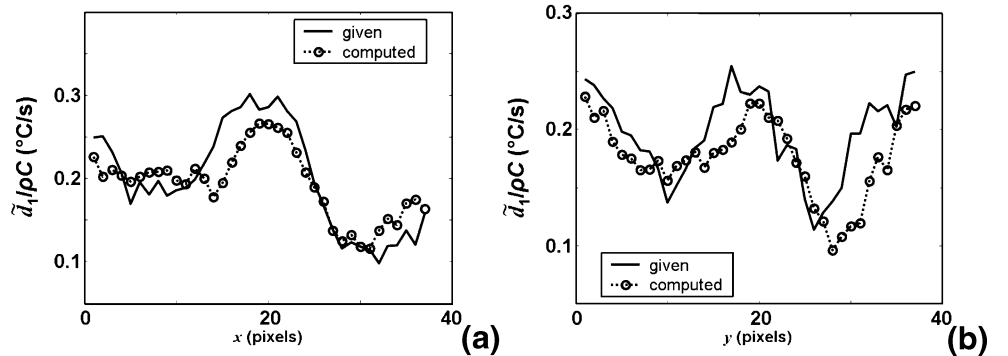 given
computed
0.3
0.2
0.1
d̃₁/ρC (°C/s)
0
20
40
x (pixels)
(a)
given
computed
0.3
0.2
0.1
d̃₁/ρC (°C/s)
0
20
40
y (pixels)
(b)